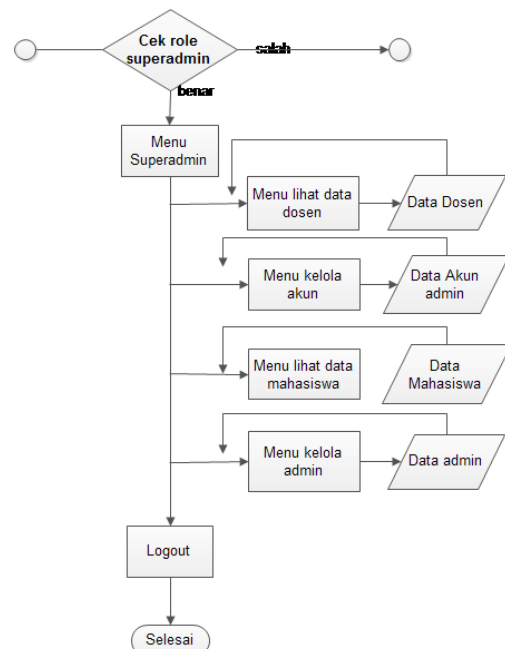 Cek role
superadmin
salah
benar
Menu
Superadmin
Menu lihat data
dosen
Data Dosen
Menu kelola
akun
Data Akun
admin
Menu lihat data
mahasiswa
Data
Mahasiswa
Menu kelola
admin
Data admin
Logout
Selesai